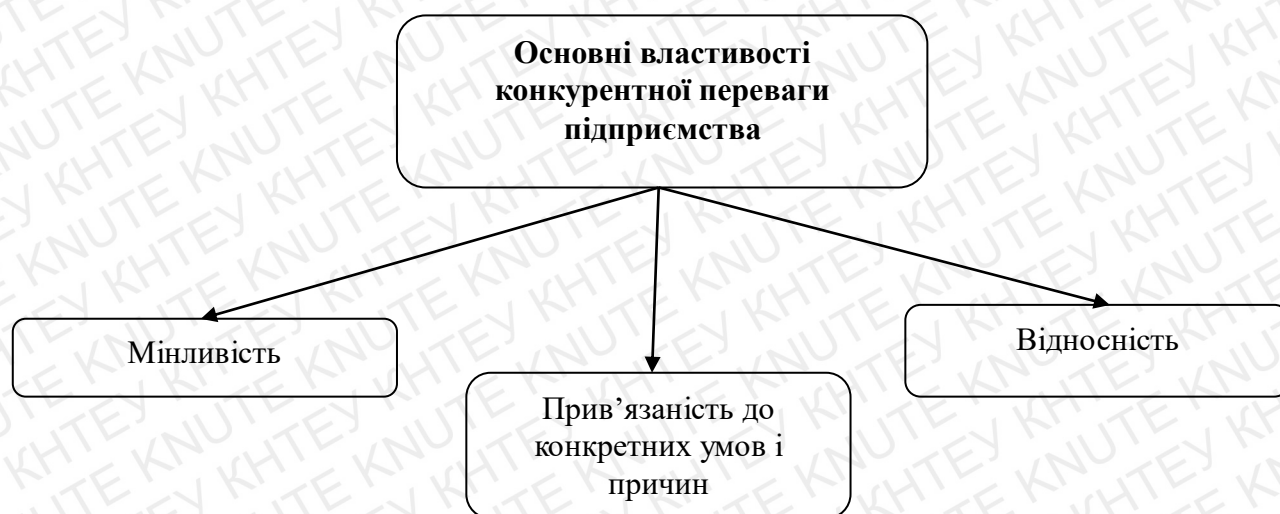 Основні властивості
конкурентної переваги
підприємства
Мінливість
Відносність
Прив’язаність до
конкретних умов і
причин